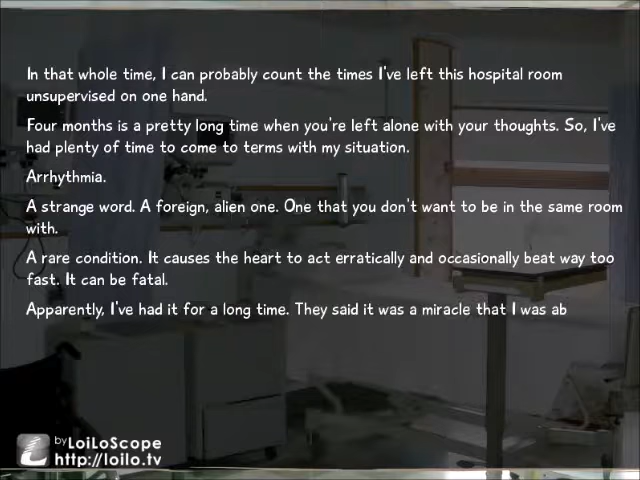 In that whole time, I can probably count the times I've left this hospital room
unsupervised on one hand.
Four months is a pretty long time when you're left alone with your thoughts. So, I've
had plenty of time to come to terms with my situation.
Arrhythmia.
A strange word. A foreign, alien one. One that you don't want to be in the same room
with.
A rare condition. It causes the heart to act erratically and occasionally beat way too
fast. It can be fatal.
Apparently, I've had it for a long time. They said it was a miracle that I was ab
by LoiLoScope
http://loilo.tv